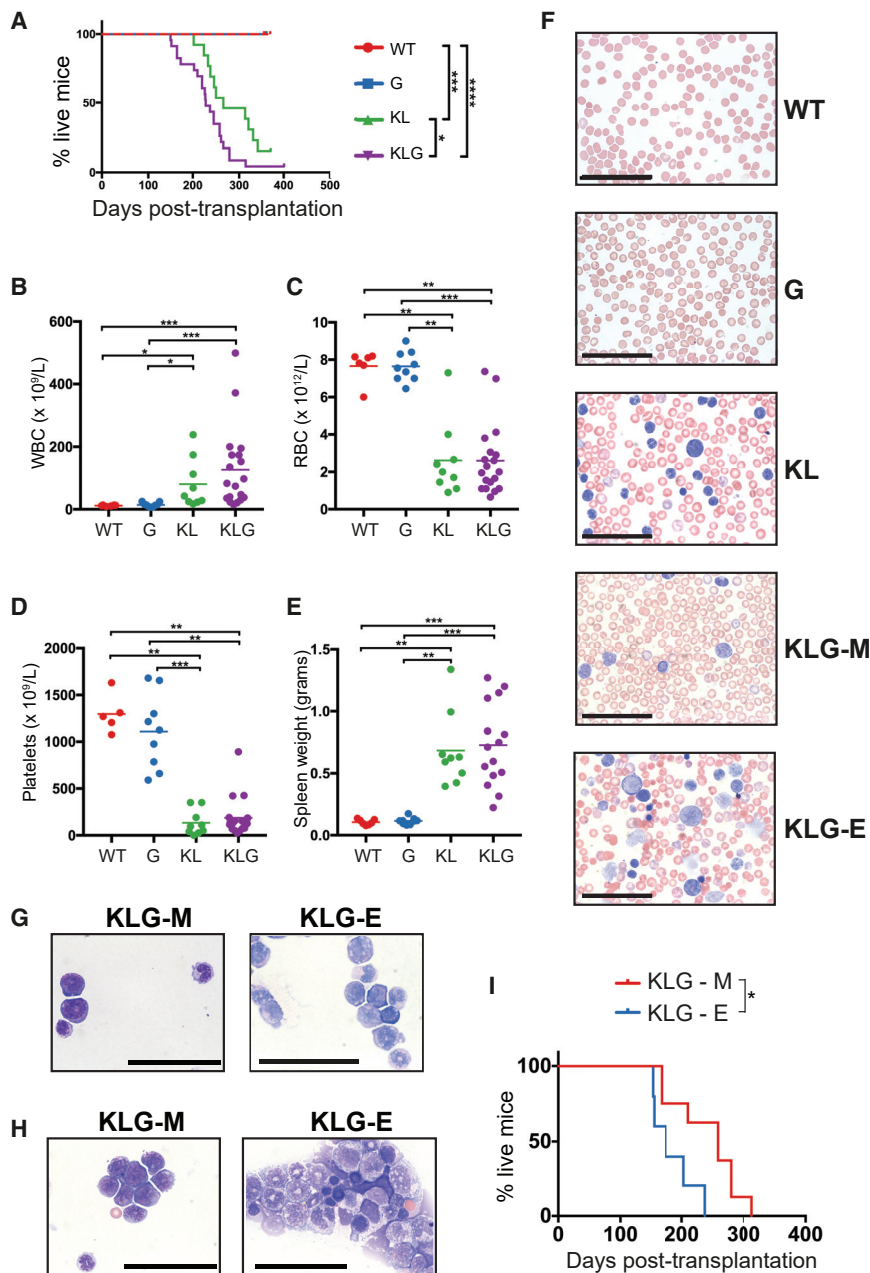 A
% live mice
100
50
0
0 100 200 300 400 500
Days post-transplantation
WT
G
KL
KLG
***
****
*
B
WBC (x 10⁹/L)
600
400
200
0
WT G KL KLG
***
***
*
*
C
RBC (x 10¹²/L)
10
8
6
4
2
0
WT G KL KLG
**
***
**
**
D
Platelets (x 10⁹/L)
2000
1500
1000
500
0
WT G KL KLG
**
**
**
***
E
Spleen weight (grams)
1.5
1.0
0.5
0.0
WT G KL KLG
***
***
**
**
F
WT
G
KL
KLG-M
KLG-E
G
KLG-M KLG-E
H
KLG-M KLG-E
I
KLG - M
KLG - E
*
% live mice
100
50
0
0 100 200 300 400
Days post-transplantation